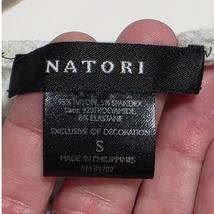 NATORI
95% RAYON, 5% SPANDEX
Lace: 92% POLYAMIDE,
8% ELASTANE
EXCLUSIVE OF DECORATION
S
MADE IN PHILIPPINES